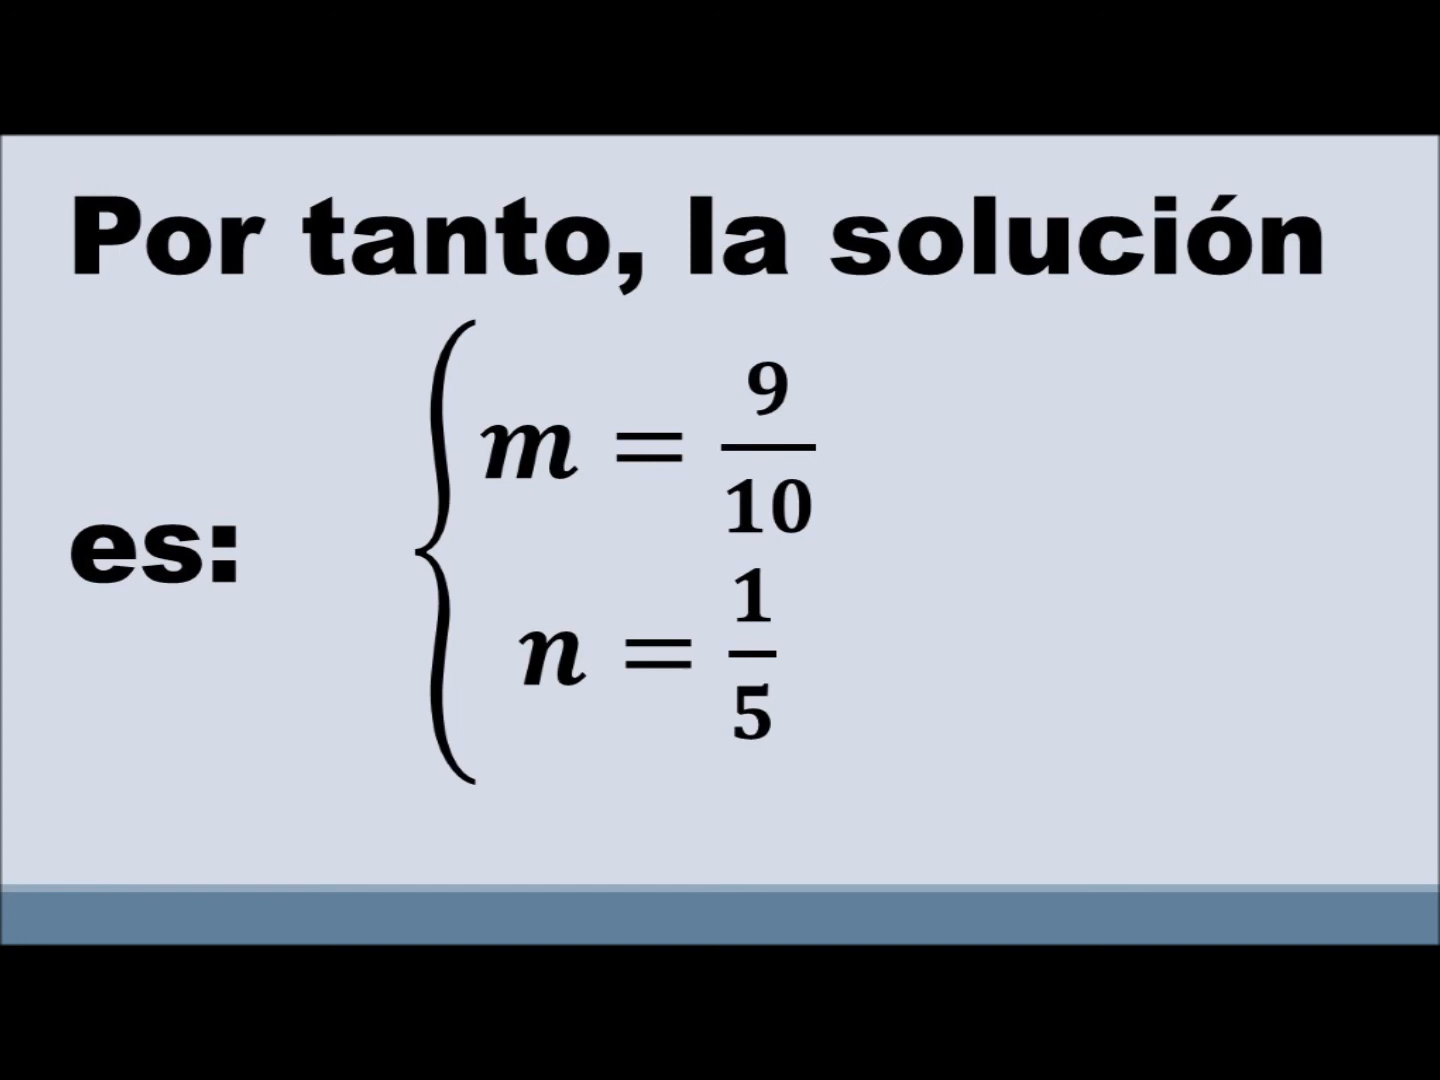 Por tanto, la solución
es:
m = 9/10
n = 1/5